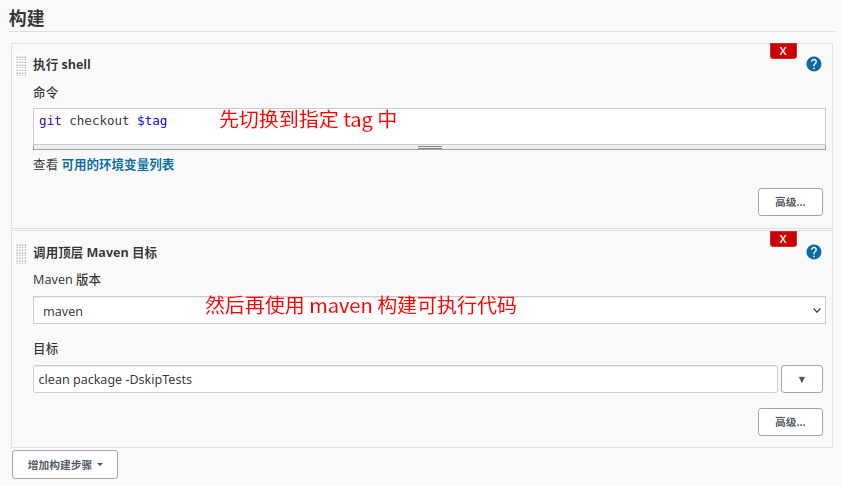 构建
X
执行 shell
?
命令
git checkout $tag 先切换到指定 tag 中
查看 可用的环境变量列表
高级...
X
调用顶层 Maven 目标
?
Maven 版本
maven 然后再使用 maven 构建可执行代码
目标
clean package -DskipTests
高级...
增加构建步骤